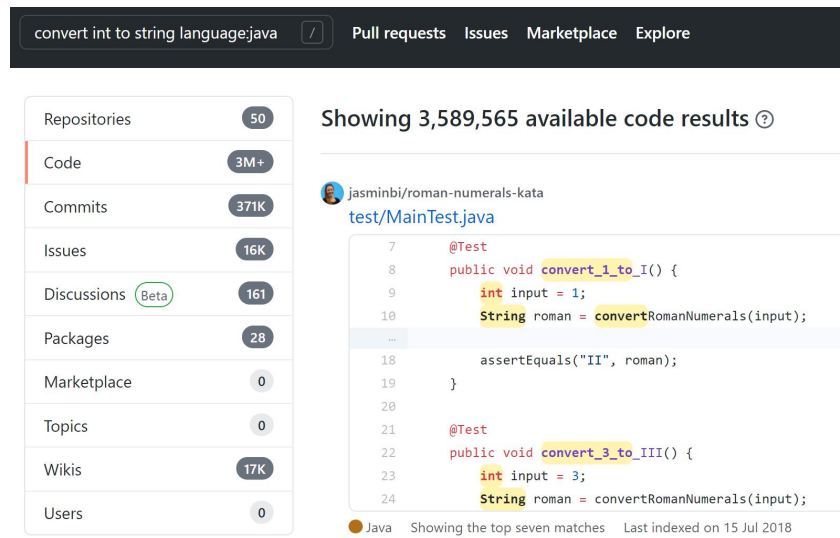 convert int to string language:java / Pull requests Issues Marketplace Explore
Repositories 50
Code 3M+
Commits 371K
Issues 16K
Discussions Beta 161
Packages 28
Marketplace 0
Topics 0
Wikis 17K
Users 0
Showing 3,589,565 available code results ?
jasminbi/roman-numerals-kata
test/MainTest.java
7 @Test
8 public void convert_1_to_I() {
9 int input = 1;
10 String roman = convertRomanNumerals(input);
…
18 assertEquals("II", roman);
19 }
20
21 @Test
22 public void convert_3_to_III() {
23 int input = 3;
24 String roman = convertRomanNumerals(input);
Java Showing the top seven matches Last indexed on 15 Jul 2018